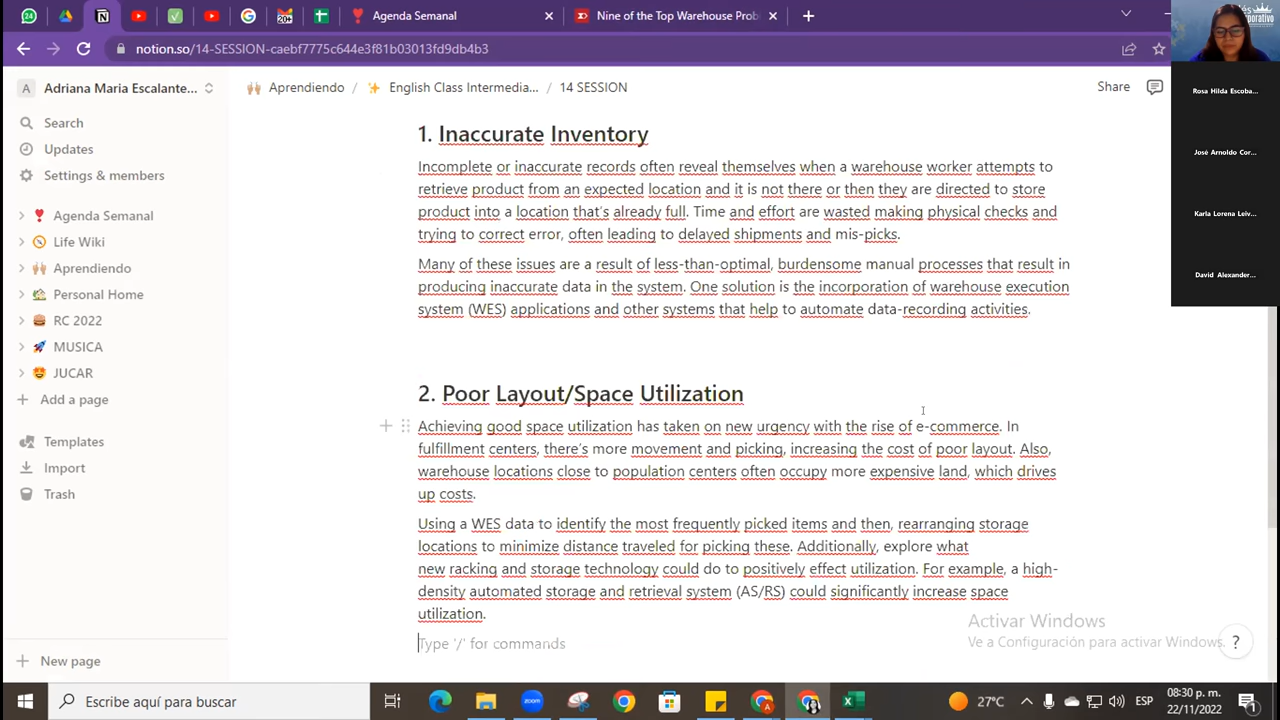 Agenda Semanal
Nine of the Top Warehouse Prob
notion.so/14-SESSION-caebf7775c644e3f81b03013fd9db4b3
A Adriana Maria Escalante...
Aprendiendo / English Class Intermedia... / 14 SESSION
Share
Search
Updates
Settings & members
Agenda Semanal
Life Wiki
Aprendiendo
Personal Home
RC 2022
MUSICA
JUCAR
Add a page
Templates
Import
Trash
New page
1. Inaccurate Inventory
Incomplete or inaccurate records often reveal themselves when a warehouse worker attempts to
retrieve product from an expected location and it is not there or then they are directed to store
product into a location that's already full. Time and effort are wasted making physical checks and
trying to correct error, often leading to delayed shipments and mis-picks.
Many of these issues are a result of less-than-optimal, burdensome manual processes that result in
producing inaccurate data in the system. One solution is the incorporation of warehouse execution
system (WES) applications and other systems that help to automate data-recording activities.
2. Poor Layout/Space Utilization
Achieving good space utilization has taken on new urgency with the rise of e-commerce. In
fulfillment centers, there's more movement and picking, increasing the cost of poor layout. Also,
warehouse locations close to population centers often occupy more expensive land, which drives
up costs.
Using a WES data to identify the most frequently picked items and then, rearranging storage
locations to minimize distance traveled for picking these. Additionally, explore what
new racking and storage technology could do to positively effect utilization. For example, a high-
density automated storage and retrieval system (AS/RS) could significantly increase space
utilization.
Type '/' for commands
Activar Windows
Ve a Configuración para activar Windows.
?
Rosa Hilda Escoba...
José Arnoldo Cor...
Karla Lorena Leiv...
David Alexander...
Escribe aquí para buscar
zoom
27°C
ESP
08:30 p. m.
22/11/2022